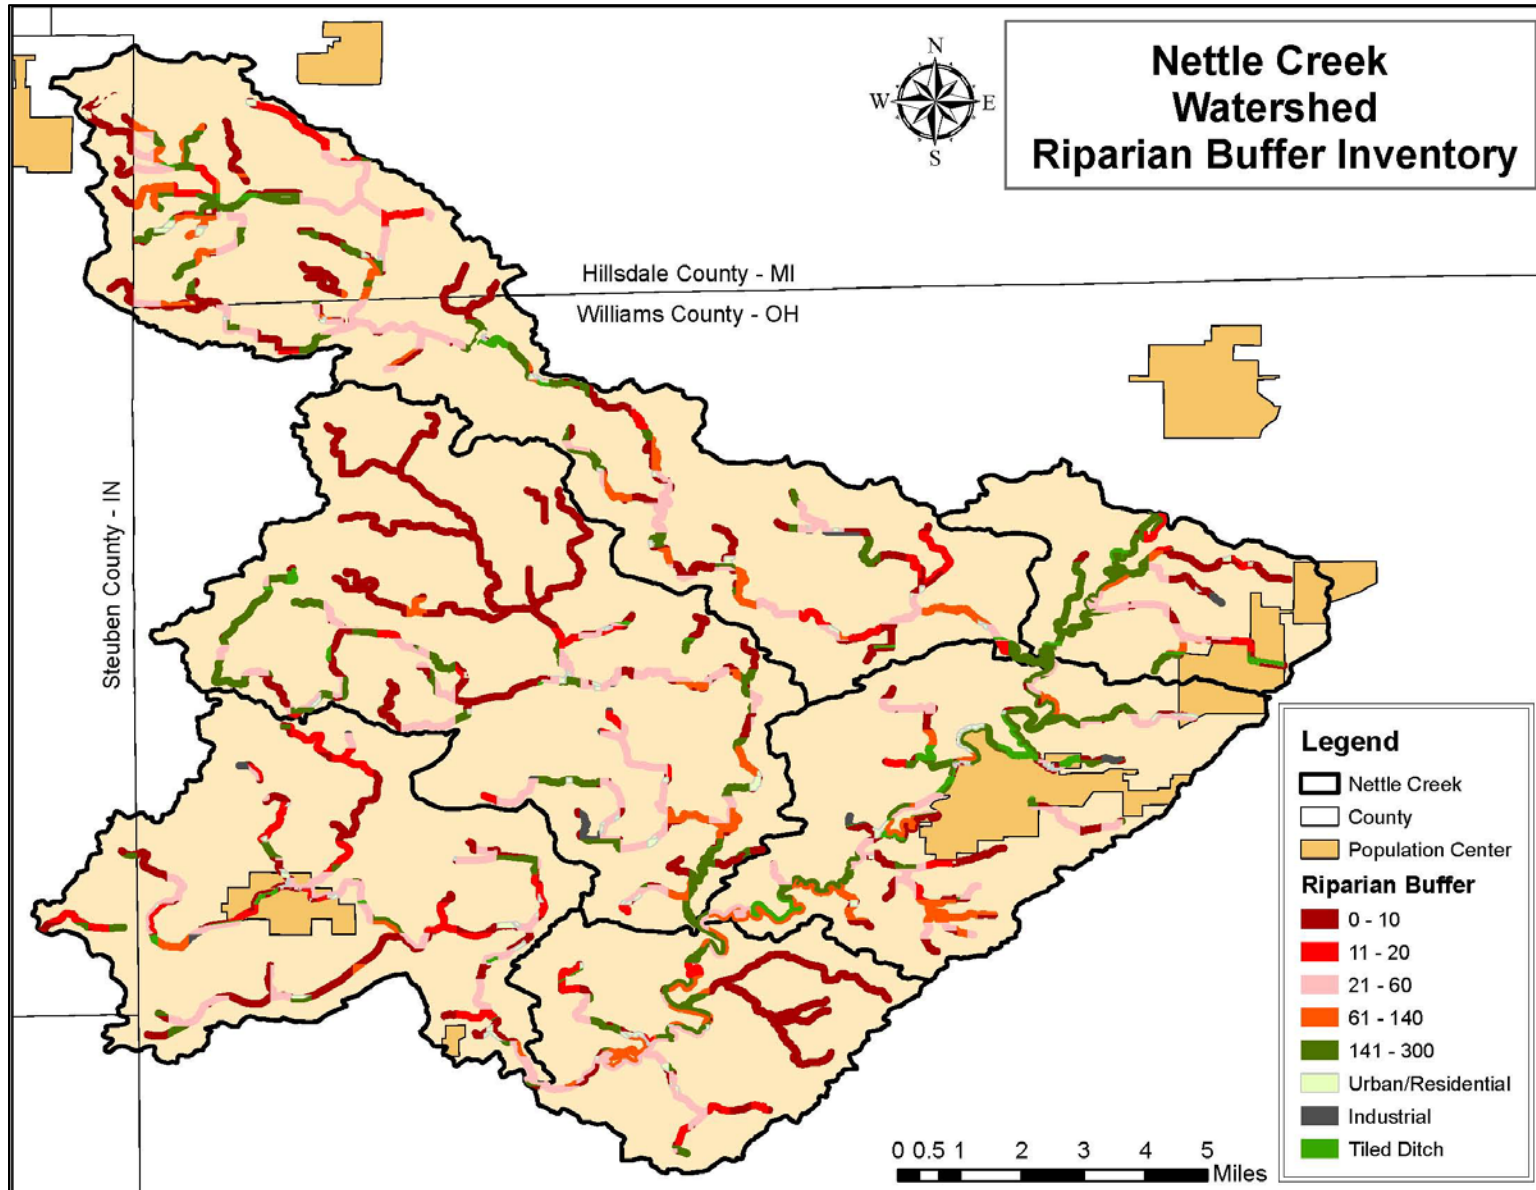 Nettle Creek
Watershed
Riparian Buffer Inventory
N
W E
S
Hillsdale County - MI
Williams County - OH
Steuben County - IN
Legend
Nettle Creek
County
Population Center
Riparian Buffer
0 - 10
11 - 20
21 - 60
61 - 140
141 - 300
Urban/Residential
Industrial
Tiled Ditch
0 0.5 1 2 3 4 5
Miles